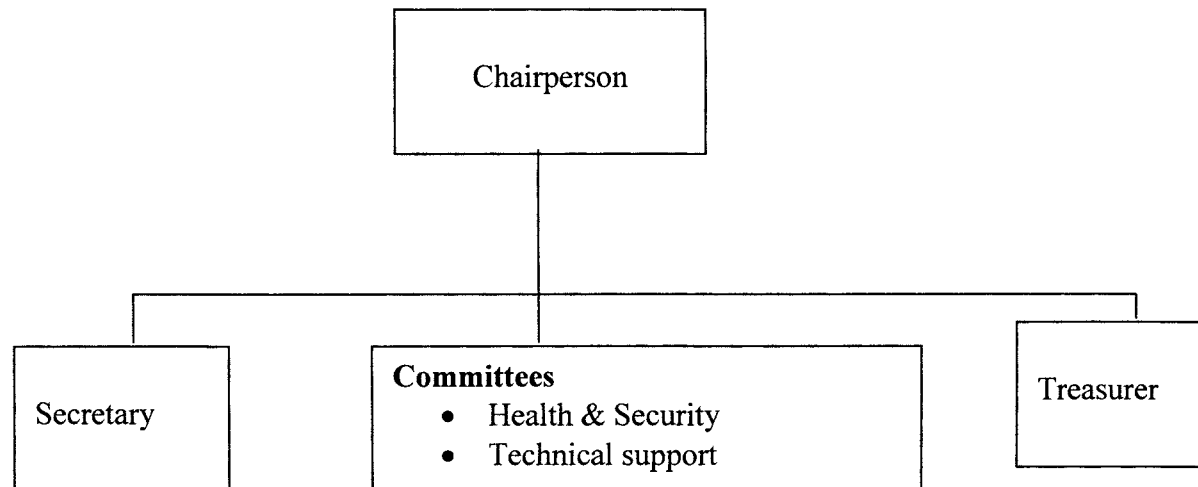 Chairperson
Secretary
Committees
• Health & Security
• Technical support
Treasurer